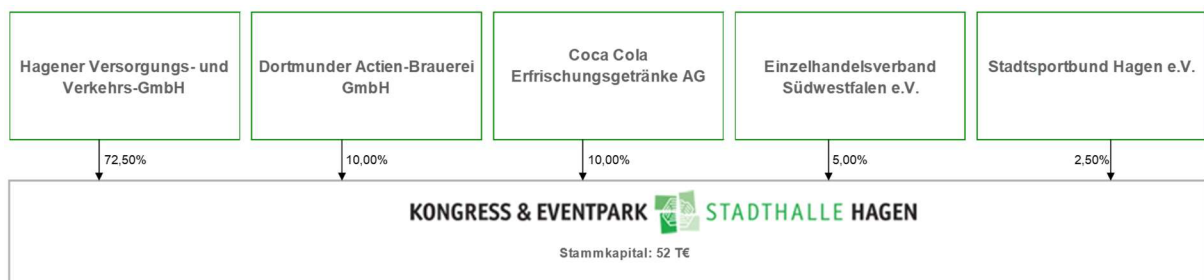 Hagener Versorgungs- und
Verkehrs-GmbH
Dortmunder Actien-Brauerei
GmbH
Coca Cola
Erfrischungsgetränke AG
Einzelhandelsverband
Südwestfalen e.V.
Stadtsportbund Hagen e.V.
72,50%
10,00%
10,00%
5,00%
2,50%
KONGRESS & EVENTPARK STADTHALLE HAGEN
Stammkapital: 52 T€